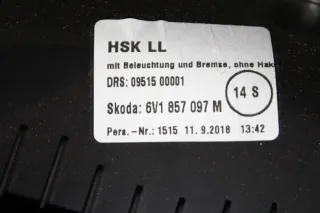 HSK LL
mit Beleuchtung und Bremse, ohne Hak
DRS: 09515 00001
14 S
Skoda: 6V1 857 097 M
Pers.-Nr.: 1515 11.9.2018 13:42